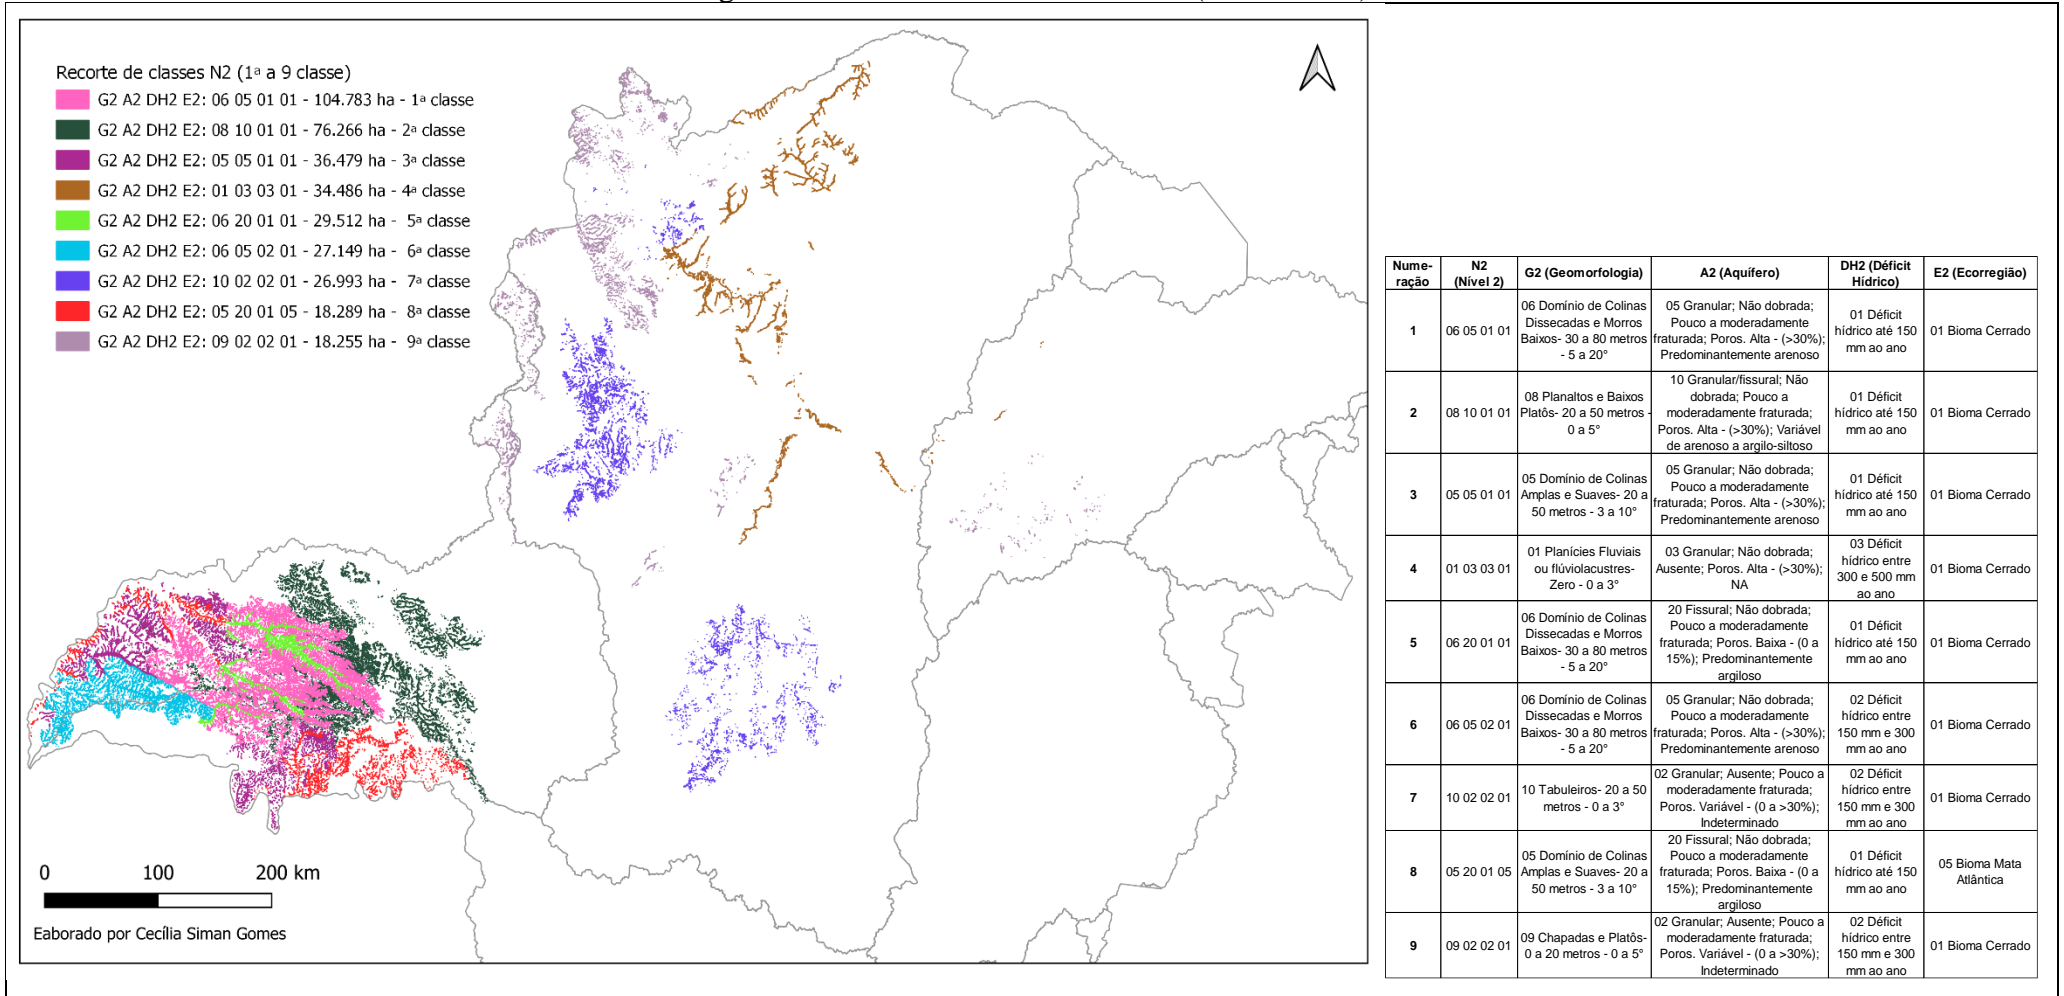 Recorte de classes N2 (1ª a 9 classe)
G2 A2 DH2 E2: 06 05 01 01 - 104.783 ha - 1ª classe
G2 A2 DH2 E2: 08 10 01 01 - 76.266 ha - 2ª classe
G2 A2 DH2 E2: 05 05 01 01 - 36.479 ha - 3ª classe
G2 A2 DH2 E2: 01 03 03 01 - 34.486 ha - 4ª classe
G2 A2 DH2 E2: 06 20 01 01 - 29.512 ha - 5ª classe
G2 A2 DH2 E2: 06 05 02 01 - 27.149 ha - 6ª classe
G2 A2 DH2 E2: 10 02 02 01 - 26.993 ha - 7ª classe
G2 A2 DH2 E2: 05 20 01 05 - 18.289 ha - 8ª classe
G2 A2 DH2 E2: 09 02 02 01 - 18.255 ha - 9ª classe
0 100 200 km
Eaborado por Cecília Siman Gomes
Nume-
ração
N2
(Nível 2)
G2 (Geomorfologia)
A2 (Aquífero)
DH2 (Déficit
Hídrico)
E2 (Ecorregião)
1
06 05 01 01
06 Domínio de Colinas
Dissecadas e Morros
Baixos- 30 a 80 metros
- 5 a 20°
05 Granular; Não dobrada;
Pouco a moderadamente
fraturada; Poros. Alta - (>30%);
Predominantemente arenoso
01 Déficit
hídrico até 150
mm ao ano
01 Bioma Cerrado
2
08 10 01 01
08 Planaltos e Baixos
Platôs- 20 a 50 metros -
0 a 5°
10 Granular/fissural; Não
dobrada; Pouco a
moderadamente fraturada;
Poros. Alta - (>30%); Variável
de arenoso a argilo-siltoso
01 Déficit
hídrico até 150
mm ao ano
01 Bioma Cerrado
3
05 05 01 01
05 Domínio de Colinas
Amplas e Suaves- 20 a
50 metros - 3 a 10°
05 Granular; Não dobrada;
Pouco a moderadamente
fraturada; Poros. Alta - (>30%);
Predominantemente arenoso
01 Déficit
hídrico até 150
mm ao ano
01 Bioma Cerrado
4
01 03 03 01
01 Planícies Fluviais
ou flúviolacustres-
Zero - 0 a 3°
03 Granular; Não dobrada;
Ausente; Poros. Alta - (>30%);
NA
03 Déficit
hídrico entre
300 e 500 mm
ao ano
01 Bioma Cerrado
5
06 20 01 01
06 Domínio de Colinas
Dissecadas e Morros
Baixos- 30 a 80 metros
- 5 a 20°
20 Fissural; Não dobrada;
Pouco a moderadamente
fraturada; Poros. Baixa - (0 a
15%); Predominantemente
argiloso
01 Déficit
hídrico até 150
mm ao ano
01 Bioma Cerrado
6
06 05 02 01
06 Domínio de Colinas
Dissecadas e Morros
Baixos- 30 a 80 metros
- 5 a 20°
05 Granular; Não dobrada;
Pouco a moderadamente
fraturada; Poros. Alta - (>30%);
Predominantemente arenoso
02 Déficit
hídrico entre
150 mm e 300
mm ao ano
01 Bioma Cerrado
7
10 02 02 01
10 Tabuleiros- 20 a 50
metros - 0 a 3°
02 Granular; Ausente; Pouco a
moderadamente fraturada;
Poros. Variável - (0 a >30%);
Indeterminado
02 Déficit
hídrico entre
150 mm e 300
mm ao ano
01 Bioma Cerrado
8
05 20 01 05
05 Domínio de Colinas
Amplas e Suaves- 20 a
50 metros - 3 a 10°
20 Fissural; Não dobrada;
Pouco a moderadamente
fraturada; Poros. Baixa - (0 a
15%); Predominantemente
argiloso
01 Déficit
hídrico até 150
mm ao ano
05 Bioma Mata
Atlântica
9
09 02 02 01
09 Chapadas e Platôs-
0 a 20 metros - 0 a 5°
02 Granular; Ausente; Pouco a
moderadamente fraturada;
Poros. Variável - (0 a >30%);
Indeterminado
02 Déficit
hídrico entre
150 mm e 300
mm ao ano
01 Bioma Cerrado